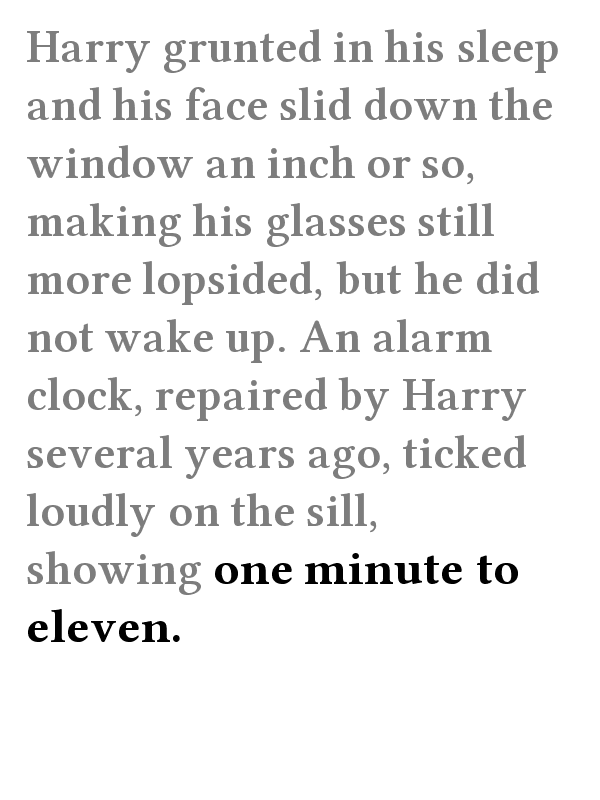 Harry grunted in his sleep
and his face slid down the
window an inch or so,
making his glasses still
more lopsided, but he did
not wake up. An alarm
clock, repaired by Harry
several years ago, ticked
loudly on the sill,
showing one minute to
eleven.